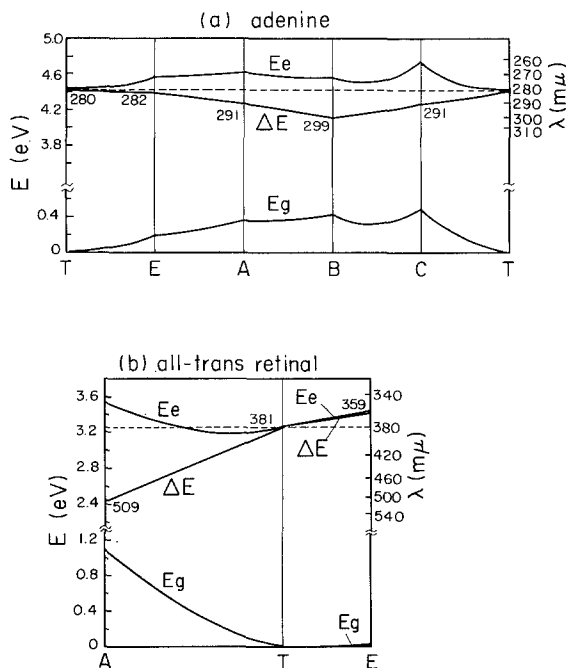 (a) adenine
E (eV)
5.0
4.6
4.2
3.8
0.4
0
Ee
280
282
291
ΔE
299
291
Eg
260
270
280
290
300
310
λ (μm)
T E A B C T
(b) all-trans retinal
E (eV)
3.6
3.2
2.8
2.4
1.2
0.8
0.4
0
Ee
381
Ee
359
ΔE
ΔE
509
Eg
Eg
340
380
420
460
500
540
λ (μm)
A T E